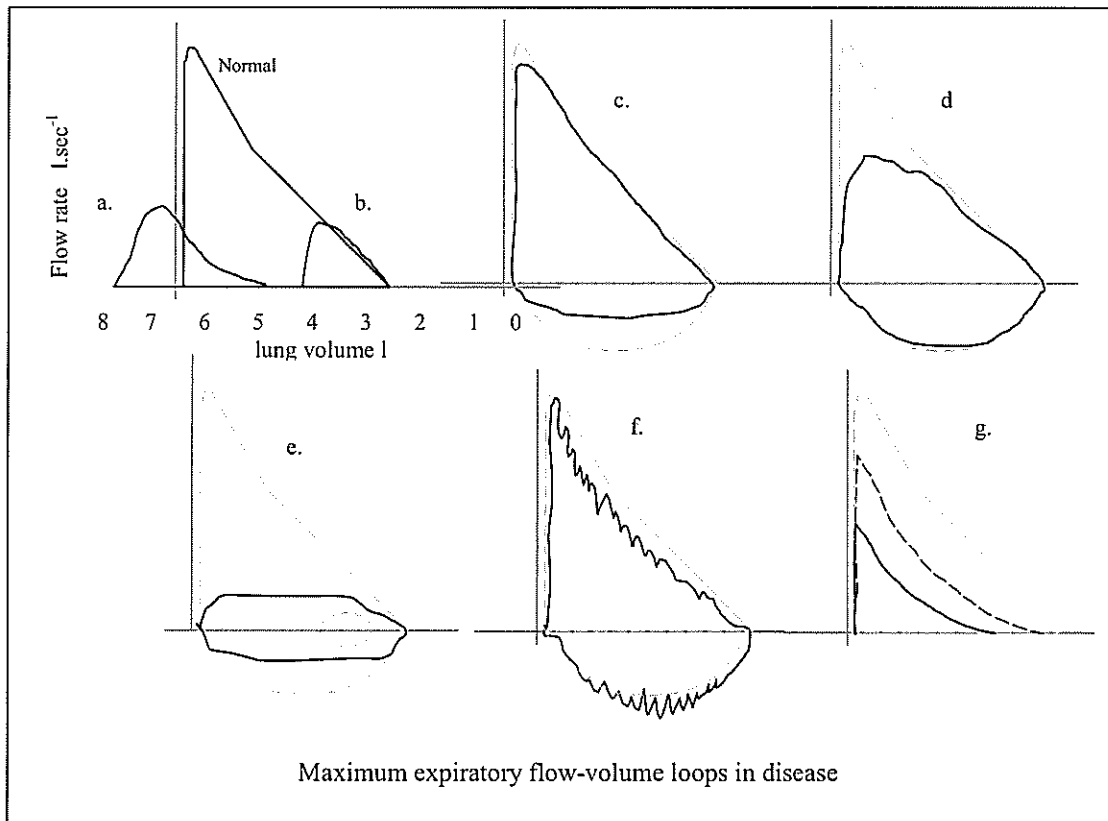 Normal
c.
d
Flow rate l.sec-1
a.
b.
8 7 6 5 4 3 2 1 0
lung volume l
e.
f.
g.
Maximum expiratory flow-volume loops in disease